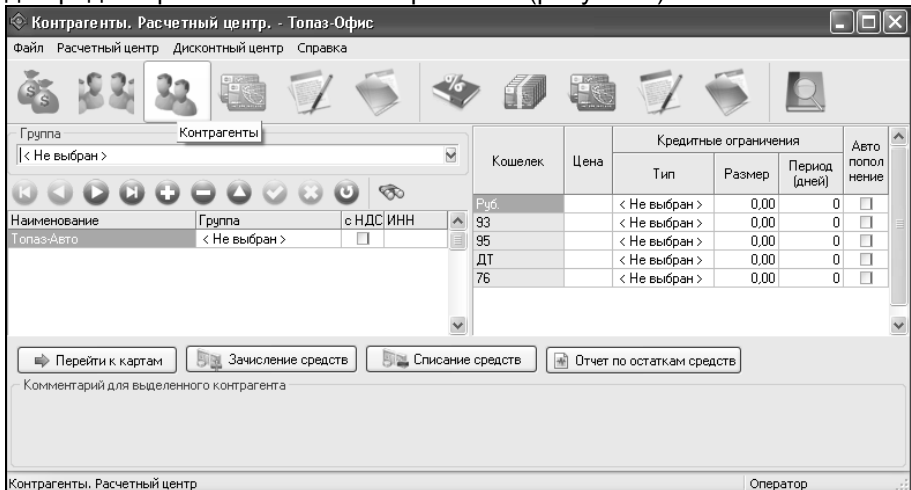 Контрагенты. Расчетный центр. - Топаз-Офис
Файл Расчетный центр Дисконтный центр Справка
Контрагенты
Группа
< Не выбран >
Наименование Группа с НДС ИНН
Топаз-Авто < Не выбран >
Кошелек Цена Кредитные ограничения Авто пополнение
Тип Размер Период (дней)
Руб. < Не выбран > 0,00 0
93 < Не выбран > 0,00 0
95 < Не выбран > 0,00 0
ДТ < Не выбран > 0,00 0
76 < Не выбран > 0,00 0
Перейти к картам Зачисление средств Списание средств Отчет по остаткам средств
Комментарий для выделенного контрагента
Контрагенты. Расчетный центр Оператор